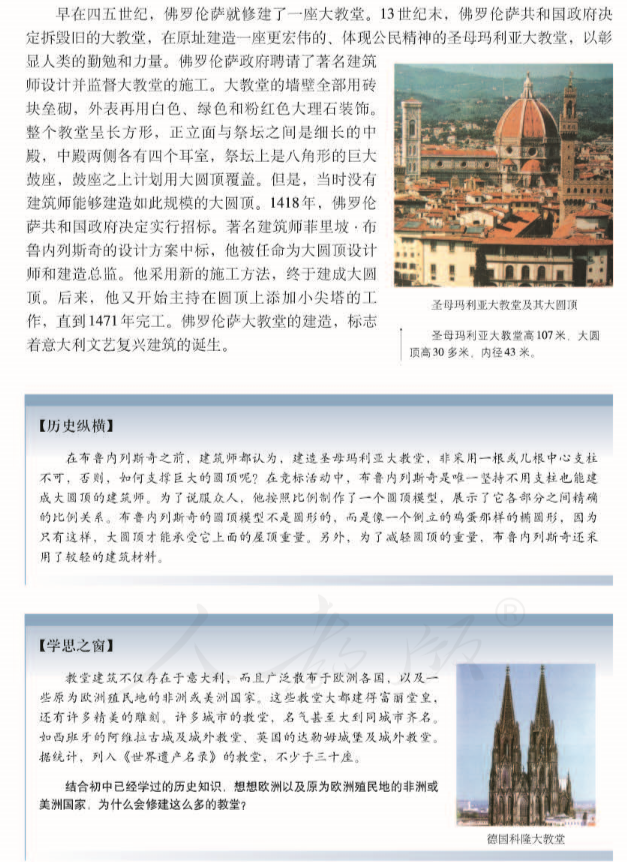 早在四五世纪，佛罗伦萨就修建了一座大教堂。13世纪末，佛罗伦萨共和国政府决
定拆毁旧的大教堂，在原址建造一座更宏伟的、体现公民精神的圣母玛利亚大教堂，以彰
显人类的勤勉和力量。佛罗伦萨政府聘请了著名建筑
师设计并监督大教堂的施工。大教堂的墙壁全部用砖
块垒砌，外表再用白色、绿色和粉红色大理石装饰。
整个教堂呈长方形，正立面与祭坛之间是细长的中
殿，中殿两侧各有四个耳室，祭坛上是八角形的巨大
鼓座，鼓座之上计划用大圆顶覆盖。但是，当时没有
建筑师能够建造如此规模的大圆顶。1418年，佛罗伦
萨共和国政府决定实行招标。著名建筑师菲里坡·布
鲁内列斯奇的设计方案中标，他被任命为大圆顶设计
师和建造总监。他采用新的施工方法，终于建成大圆
顶。后来，他又开始主持在圆顶上添加小尖塔的工
作，直到1471年完工。佛罗伦萨大教堂的建造，标志
着意大利文艺复兴建筑的诞生。
圣母玛利亚大教堂及其大圆顶
圣母玛利亚大教堂高107米，大圆
顶高30多米，内径43米。
【历史纵横】
在布鲁内列斯奇之前，建筑师都认为，建造圣母玛利亚大教堂，非采用一根或几根中心支柱
不可，否则，如何支撑巨大的圆顶呢？在竞标活动中，布鲁内列斯奇是唯一坚持不用支柱也能建
成大圆顶的建筑师。为了说服众人，他按照比例制作了一个圆顶模型，展示了它各部分之间精确
的比例关系。布鲁内列斯奇的圆顶模型不是圆形的，而是像一个倒立的鸡蛋那样的椭圆形，因为
只有这样，大圆顶才能承受它上面的屋顶重量。另外，为了减轻圆顶的重量，布鲁内列斯奇还采
用了较轻的建筑材料。
人教版®
【学思之窗】
教堂建筑不仅存在于意大利，而且广泛散布于欧洲各国，以及一
些原为欧洲殖民地的非洲或美洲国家。这些教堂大都建得富丽堂皇，
还有许多精美的雕刻。许多城市的教堂，名气甚至大到同城市齐名。
如西班牙的阿维拉古城及城外教堂、英国的达勒姆城堡及城外教堂。
据统计，列入《世界遗产名录》的教堂，不少于三十座。
结合初中已经学过的历史知识，想想欧洲以及原为欧洲殖民地的非洲或
美洲国家，为什么会修建这么多的教堂？
德国科隆大教堂